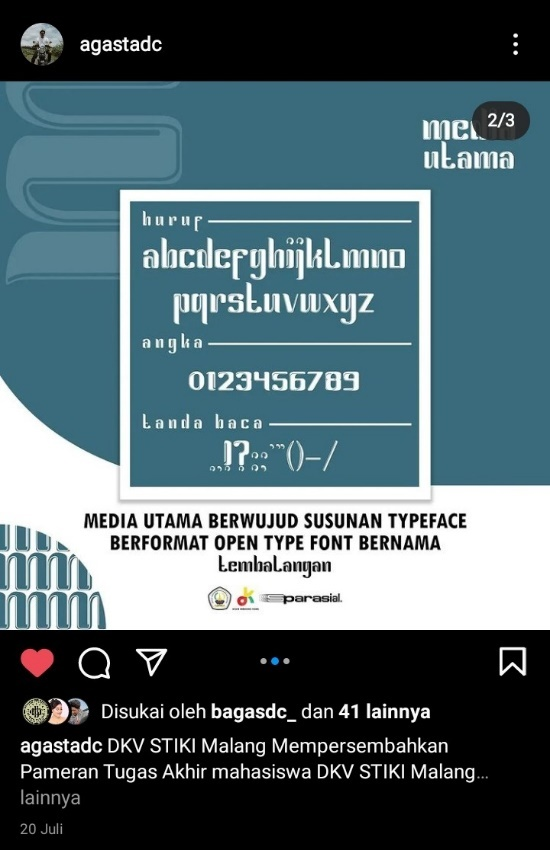 agastadc
2/3
media
utama
huruf
abcdefghijklmno
pqrstuvwxyz
angka
0123456789
tanda baca
()-/
MEDIA UTAMA BERWUJUD SUSUNAN TYPEFACE
BERFORMAT OPEN TYPE FONT BERNAMA
tembalangan
parasial.
Disukai oleh bagasdc_ dan 41 lainnya
agastadc DKV STIKI Malang Mempersembahkan
Pameran Tugas Akhir mahasiswa DKV STIKI Malang...
lainnya
20 Juli